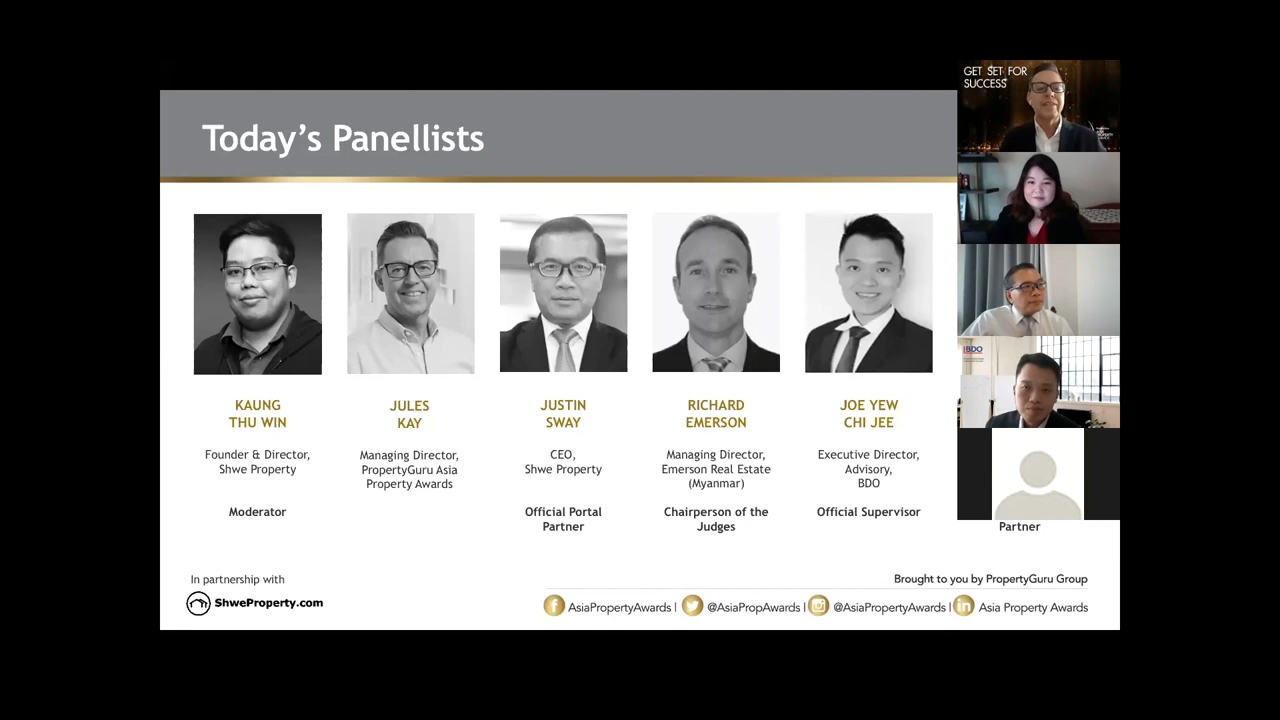 GET SET FOR
SUCCESS
Today's Panellists
BDO
KAUNG
THU WIN
Founder & Director,
Shwe Property
Moderator
JULES
KAY
Managing Director,
PropertyGuru Asia
Property Awards
JUSTIN
SWAY
CEO,
Shwe Property
Official Portal
Partner
RICHARD
EMERSON
Managing Director,
Emerson Real Estate
(Myanmar)
Chairperson of the
Judges
JOE YEW
CHI JEE
Executive Director,
Advisory,
BDO
Official Supervisor
Partner
In partnership with
ShweProperty.com
Brought to you by PropertyGuru Group
AsiaPropertyAwards | @AsiaPropAwards | @AsiaPropertyAwards | in Asia Property Awards